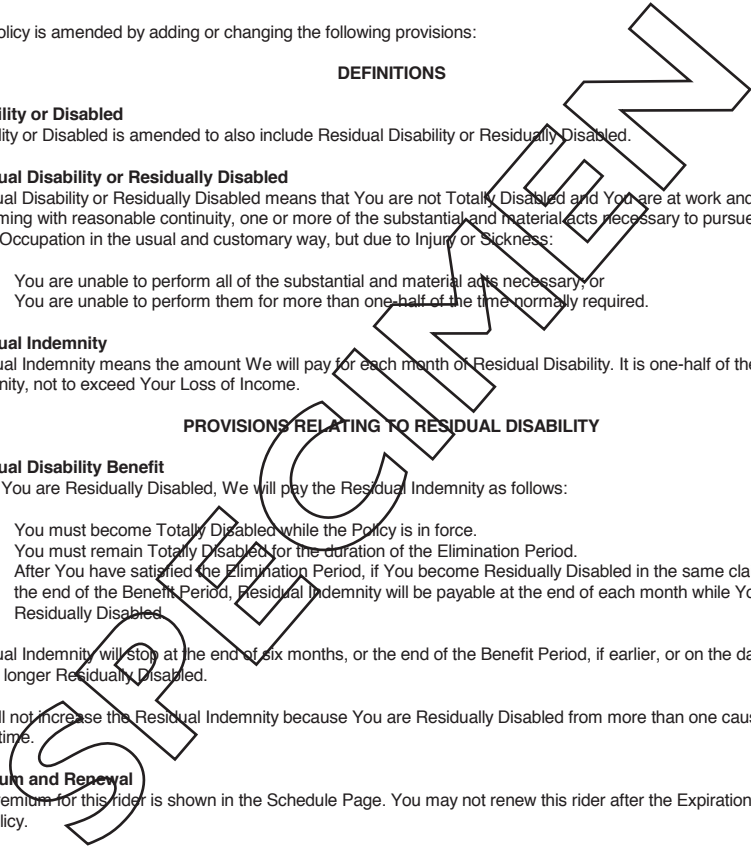 olicy is amended by adding or changing the following provisions:
DEFINITIONS
ility or Disabled
lity or Disabled is amended to also include Residual Disability or Residually Disabled.
ual Disability or Residually Disabled
ual Disability or Residually Disabled means that You are not Totally Disabled and You are at work and
ming with reasonable continuity, one or more of the substantial and material acts necessary to pursue
Occupation in the usual and customary way, but due to Injury or Sickness:
You are unable to perform all of the substantial and material acts necessary; or
You are unable to perform them for more than one-half of the time normally required.
ual Indemnity
ual Indemnity means the amount We will pay for each month of Residual Disability. It is one-half of the
nity, not to exceed Your Loss of Income.
PROVISIONS RELATING TO RESIDUAL DISABILITY
ual Disability Benefit
You are Residually Disabled, We will pay the Residual Indemnity as follows:
You must become Totally Disabled while the Policy is in force.
You must remain Totally Disabled for the duration of the Elimination Period.
After You have satisfied the Elimination Period, if You become Residually Disabled in the same cla
the end of the Benefit Period, Residual Indemnity will be payable at the end of each month while Yo
Residually Disabled.
ual Indemnity will stop at the end of six months, or the end of the Benefit Period, if earlier, or on the da
longer Residually Disabled.
ll not increase the Residual Indemnity because You are Residually Disabled from more than one caus
time.
um and Renewal
remium for this rider is shown in the Schedule Page. You may not renew this rider after the Expiration
licy.
SPECIMEN